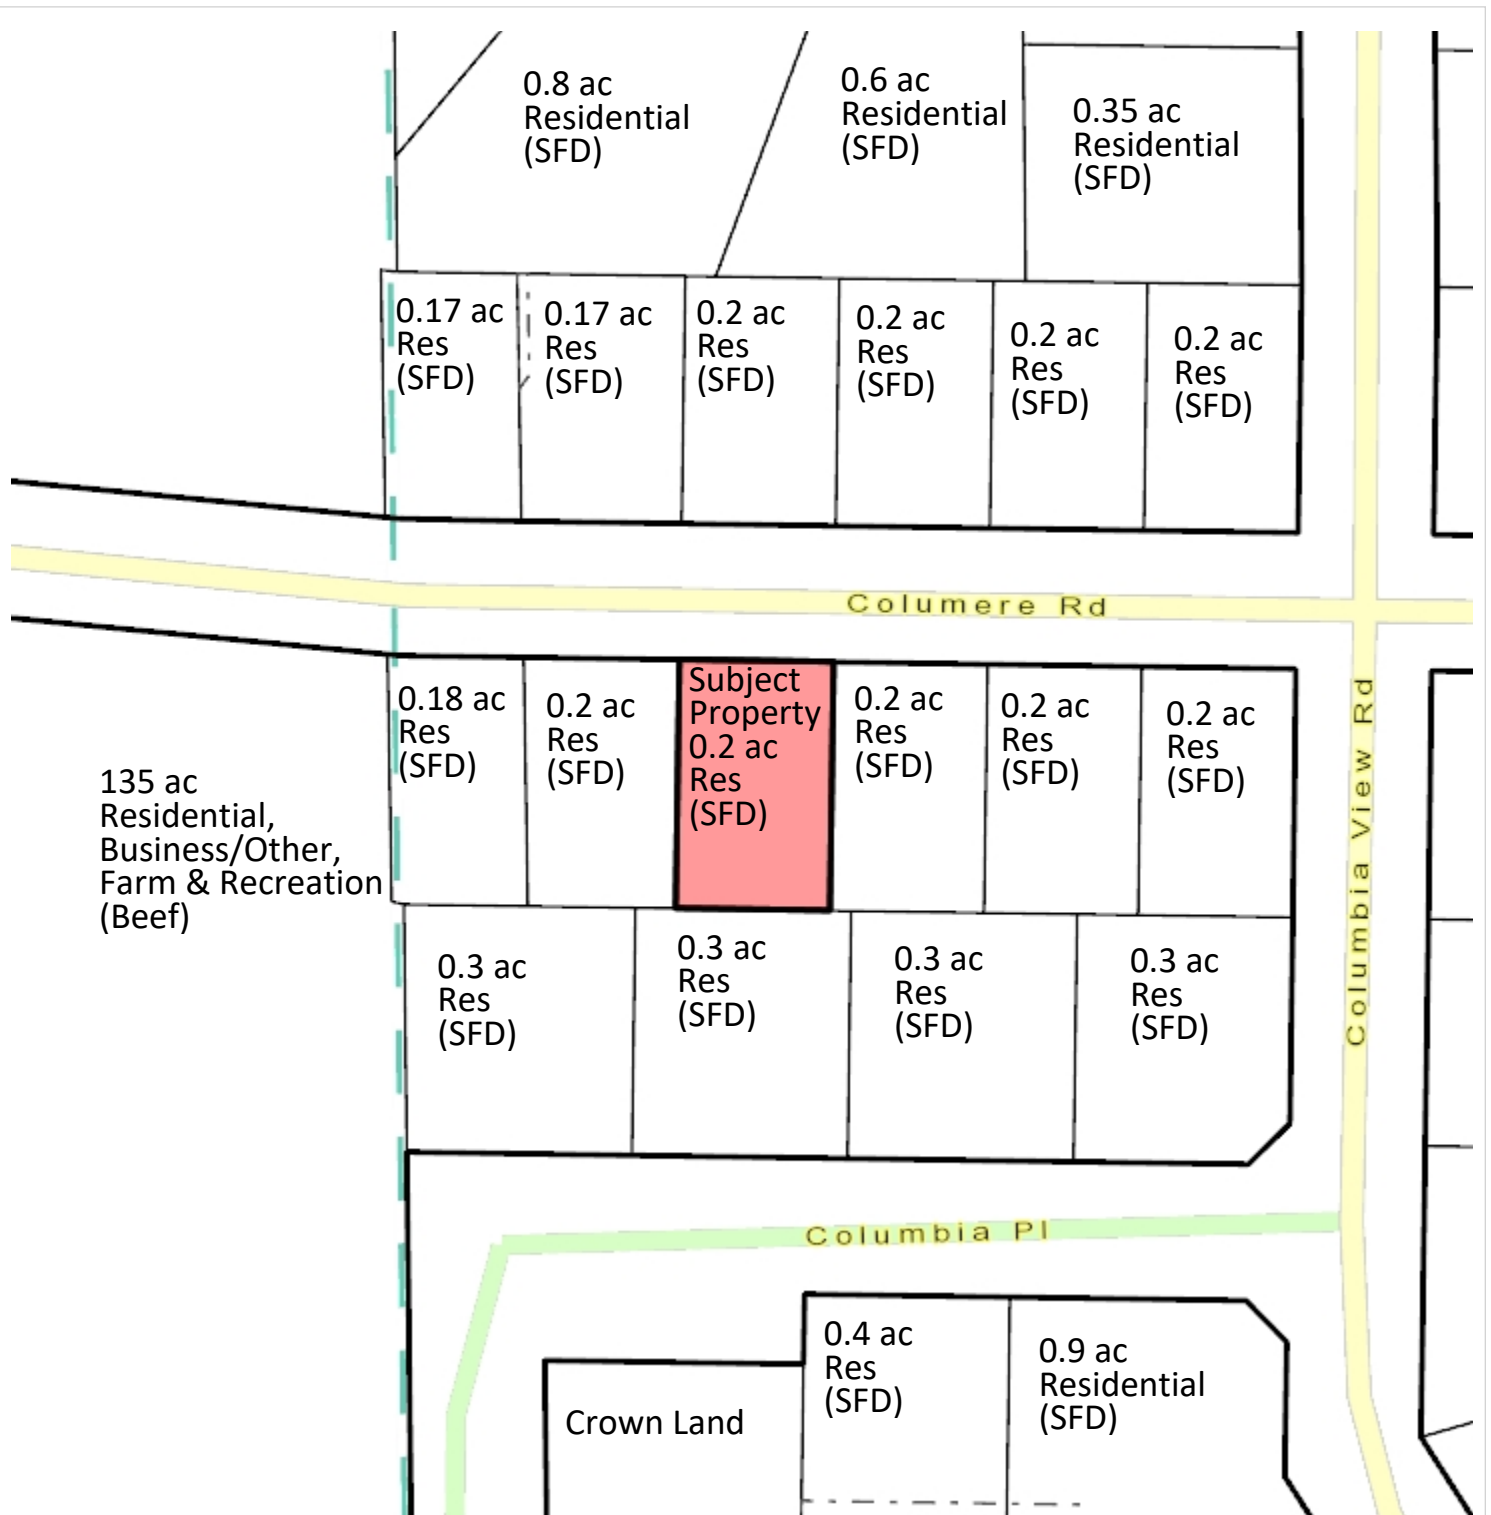 0.8 ac
Residential
(SFD)
0.6 ac
Residential
(SFD)
0.35 ac
Residential
(SFD)
0.17 ac
Res
(SFD)
0.17 ac
Res
(SFD)
0.2 ac
Res
(SFD)
0.2 ac
Res
(SFD)
0.2 ac
Res
(SFD)
0.2 ac
Res
(SFD)
Columere Rd
0.18 ac
Res
(SFD)
0.2 ac
Res
(SFD)
Subject
Property
0.2 ac
Res
(SFD)
0.2 ac
Res
(SFD)
0.2 ac
Res
(SFD)
0.2 ac
Res
(SFD)
Columbia View Rd
135 ac
Residential,
Business/Other,
Farm & Recreation
(Beef)
0.3 ac
Res
(SFD)
0.3 ac
Res
(SFD)
0.3 ac
Res
(SFD)
0.3 ac
Res
(SFD)
Columbia Pl
0.4 ac
Res
(SFD)
0.9 ac
Residential
(SFD)
Crown Land